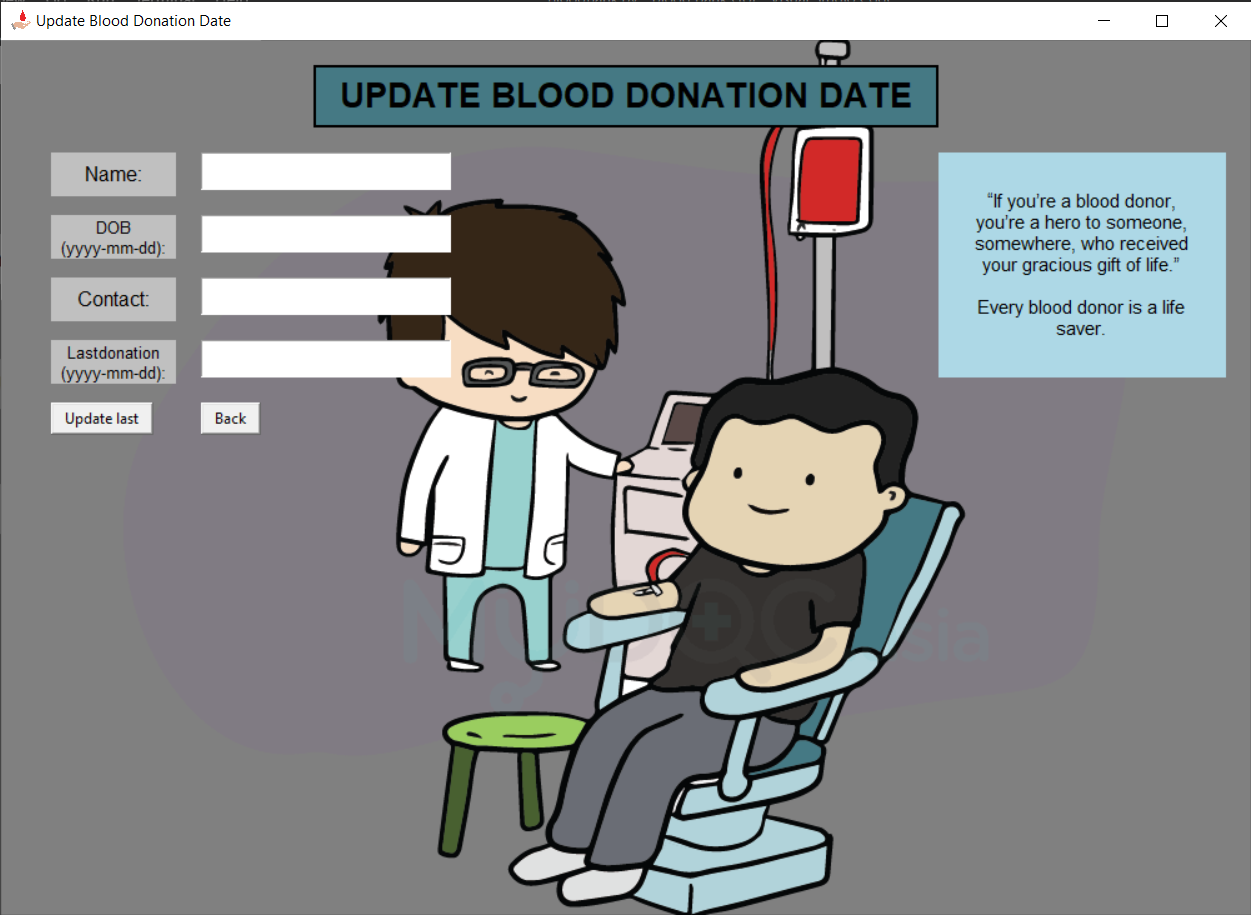 Update Blood Donation Date
UPDATE BLOOD DONATION DATE
Name:
DOB
(yyyy-mm-dd):
Contact:
Lastdonation
(yyyy-mm-dd):
Update last
Back
“If you’re a blood donor,
you’re a hero to someone,
somewhere, who received
your gracious gift of life.”
Every blood donor is a life
saver.